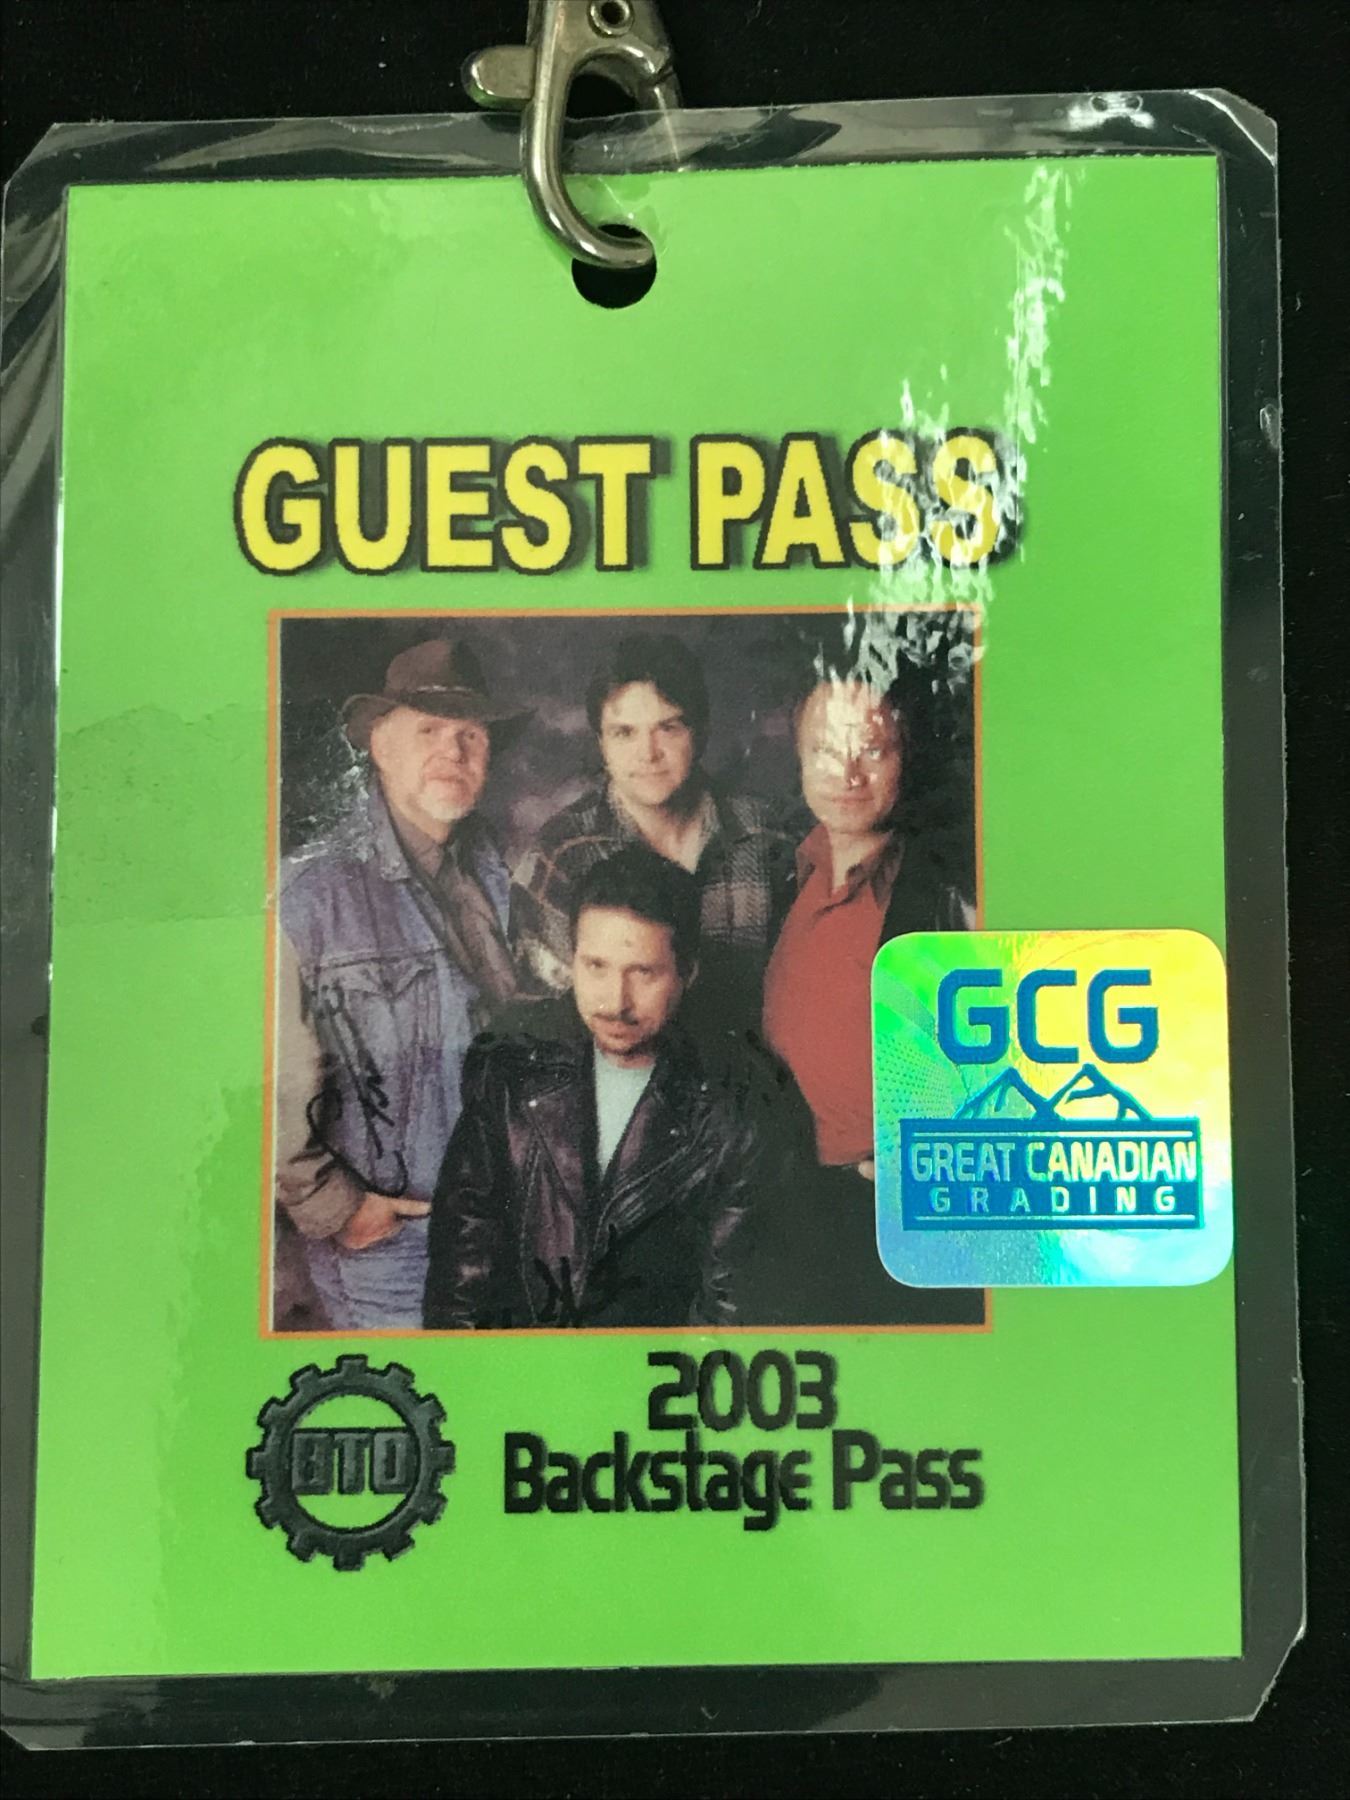 GUEST PASS
GCG
GREAT CANADIAN
GRADING
2003
BTO
Backstage Pass